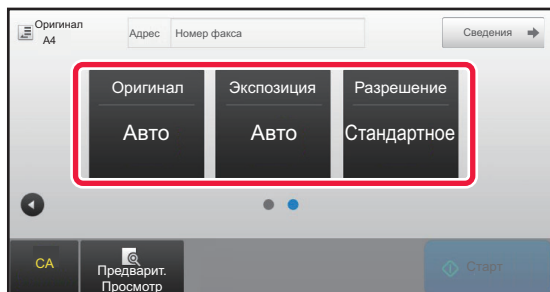 Оригинал
A4
Адрес
Номер факса
Сведения
Оригинал
Экспозиция
Разрешение
Авто
Авто
Стандартное
CA
Предварит.
Просмотр
Старт